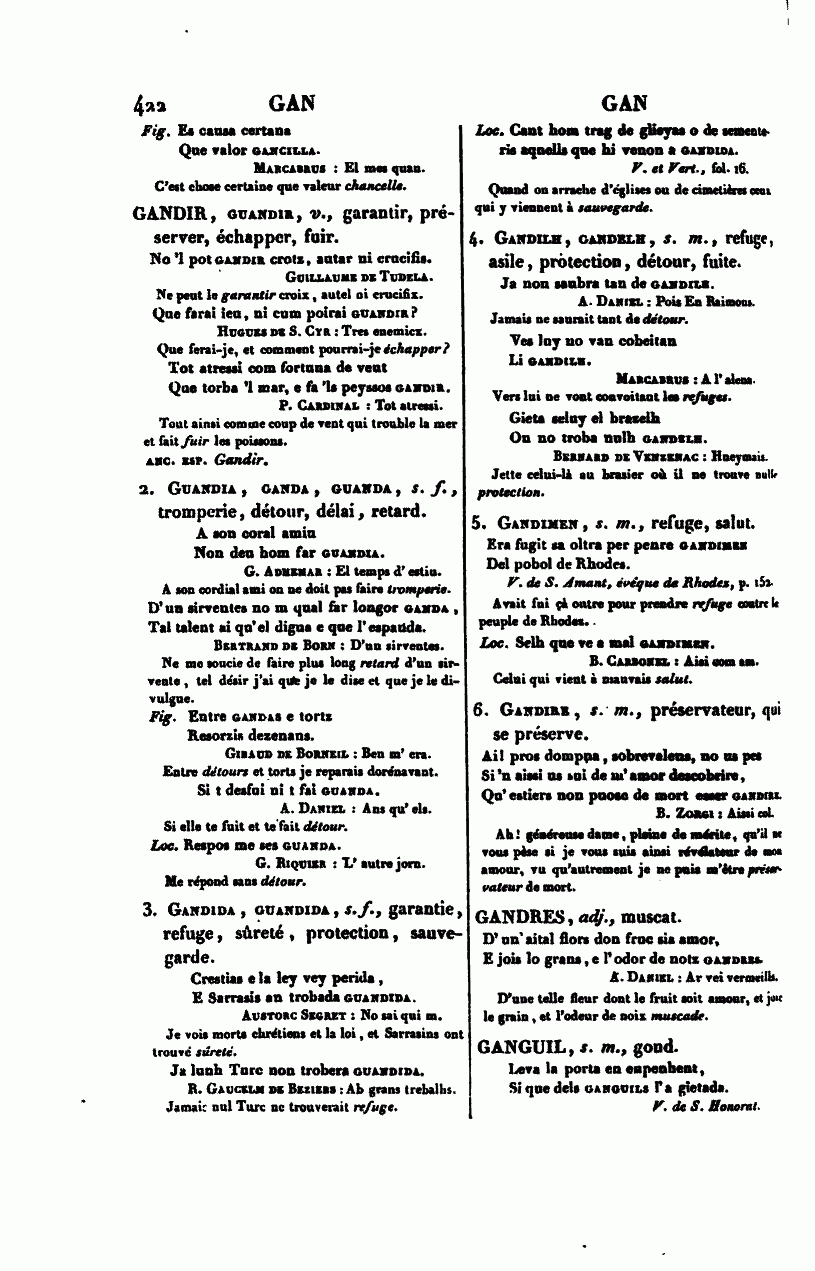 422 GAN
Fig. Es causa certana
Que valor GANCILLA.
MARCABRUS : El mes quan.
C'est chose certaine que valeur chancelle.
GANDIR, GUANDIR, v., garantir, pré-
server, échapper, fuir.
No 'l pot GANDIR crotz, autar ni crucifis.
GUILLAUME DE TUDELA.
Ne peut le garantir croix, autel ni crucifix.
Que farai ieu, ni cum poirai GUANDIR?
HUGUES DE S. CYR : Tres enemicx.
Que ferai-je, et comment pourrai-je échapper?
Tot atressi com fortuna de vent
Que torba 'l mar, e fa 'ls peyssos GANDIR.
P. CARDINAL : Tot atressi.
Tout ainsi comme coup de vent qui trouble la mer
et fait fuir les poissons.
ANC. ESP. Gandir.
2. GUANDIA, GANDA, GUANDA, s. f.,
tromperie, détour, délai, retard.
A son coral amin
Non deu hom far GUANDIA.
G. ADHEMAR : El temps d'estiu.
A son cordial ami on ne doit pas faire tromperie.
D'un sirventes no m qual far longor GANDA,
Tal talent ai qu'el digua e que l'espanda.
BERTRAND DE BORN : D'un sirventes.
Ne me soucie de faire plus long retard d'un sir-
vente, tel désir j'ai que je le dise et que je le di-
vulgue.
Fig. Entre GANDAS e tortz
Resorzis dezenans.
GIRAUD DE BORNEIL : Ben m'era.
Entre détours et torts je reparais dorénavant.
Si t desfui ni t fai GUANDA.
A. DANIEL : Ans qu'els.
Si elle te fuit et te fait détour.
Loc. Respos me ses GUANDA.
G. RIQUIER : L'autre jorn.
Me répond sans détour.
3. GANDIDA, GUANDIDA, s. f., garantie,
refuge, sûreté, protection, sauve-
garde.
Crestias e la ley vey perida,
E Sarrasis an trobada GUANDIDA.
AUSTORC SEGRET : No sai qui m.
Je vois morts chrétiens et la loi, et Sarrasins ont
trouvé sûreté.
Ja lunh Turc non trobera GUANDIDA.
R. GAUCELM DE BEZIERS : Ab grans trebalhs.
Jamais nul Turc ne trouverait refuge.
GAN
Loc. Cant hom trag de glieyas o de sementa-
ris aquells que hi venon a GANDIDA.
V. et Vert., fol. 16.
Quand on arrache d'églises ou de cimetières ceux
qui y viennent à sauvegarde.
4. GANDILH, GANDELH, s. m., refuge,
asile, protection, détour, fuite.
Ja non saubra tan de GANDILH.
A. DANIEL : Pois En Raimons.
Jamais ne saurait tant de détour.
Ves luy no van cobeitan
Li GANDILH.
MARCABRUS : A l'alena.
Vers lui ne vont convoitant les refuges.
Gieta seluy el brazelh
On no troba nulh GANDELH.
BERNARD DE VENZENAC : Hueymais.
Jette celui-là au brasier où il ne trouve nulle
protection.
5. GANDIMEN, s. m., refuge, salut.
Era fugit sa oltra per penre GANDIMEN
Del pobol de Rhodes.
V. de S. Amant, évêque de Rhodez, p. 152.
Avait fui çà outre pour prendre refuge contre le
peuple de Rhodez.
Loc. Selh que ve a mal GANDIMEN.
B. CARBONEL : Aisi com am.
Celui qui vient à mauvais salut.
6. GANDIRE, s. m., préservateur, qui
se préserve.
Ai! pros dompna, sobrevalens, no us pes
Si 'n aissi us sui de m'amor descobrire,
Qu'estiers non puosc de mort esser GANDIRE.
B. ZORGI : Aissi col.
Ah! généreuse dame, pleine de mérite, qu'il ne
vous pèse si je vous suis ainsi révélateur de mon
amour, vu qu'autrement je ne puis m'être préser-
vateur de mort.
GANDRES, adj., muscat.
D'un'aital flors don fruc sia amor,
E jois lo grans, e l'odor de notz GANDRES.
A. DANIEL : Ar vei vermeills.
D'une telle fleur dont le fruit soit amour, et joie
le grain, et l'odeur de noix muscade.
GANGUIL, s. m., gond.
Leva la porta en enpenhent,
Si que dels GANGUILS l'a gietada.
V. de S. Honorat.